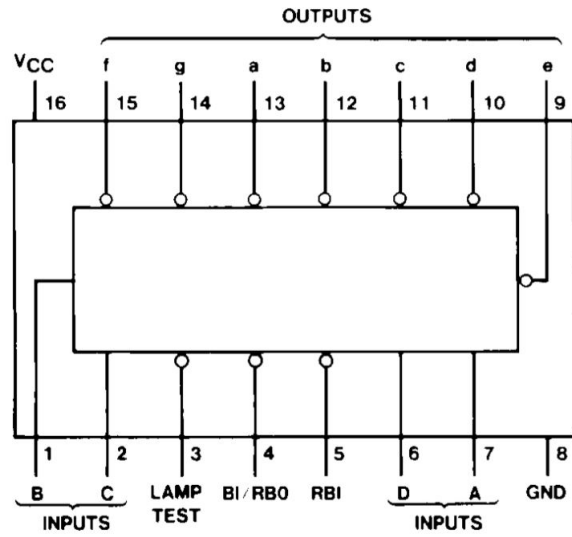 OUTPUTS
VCC f g a b c d e
16 15 14 13 12 11 10 9
1 2 3 4 5 6 7 8
B C LAMP TEST BI/RBO RBI D A GND
INPUTS INPUTS